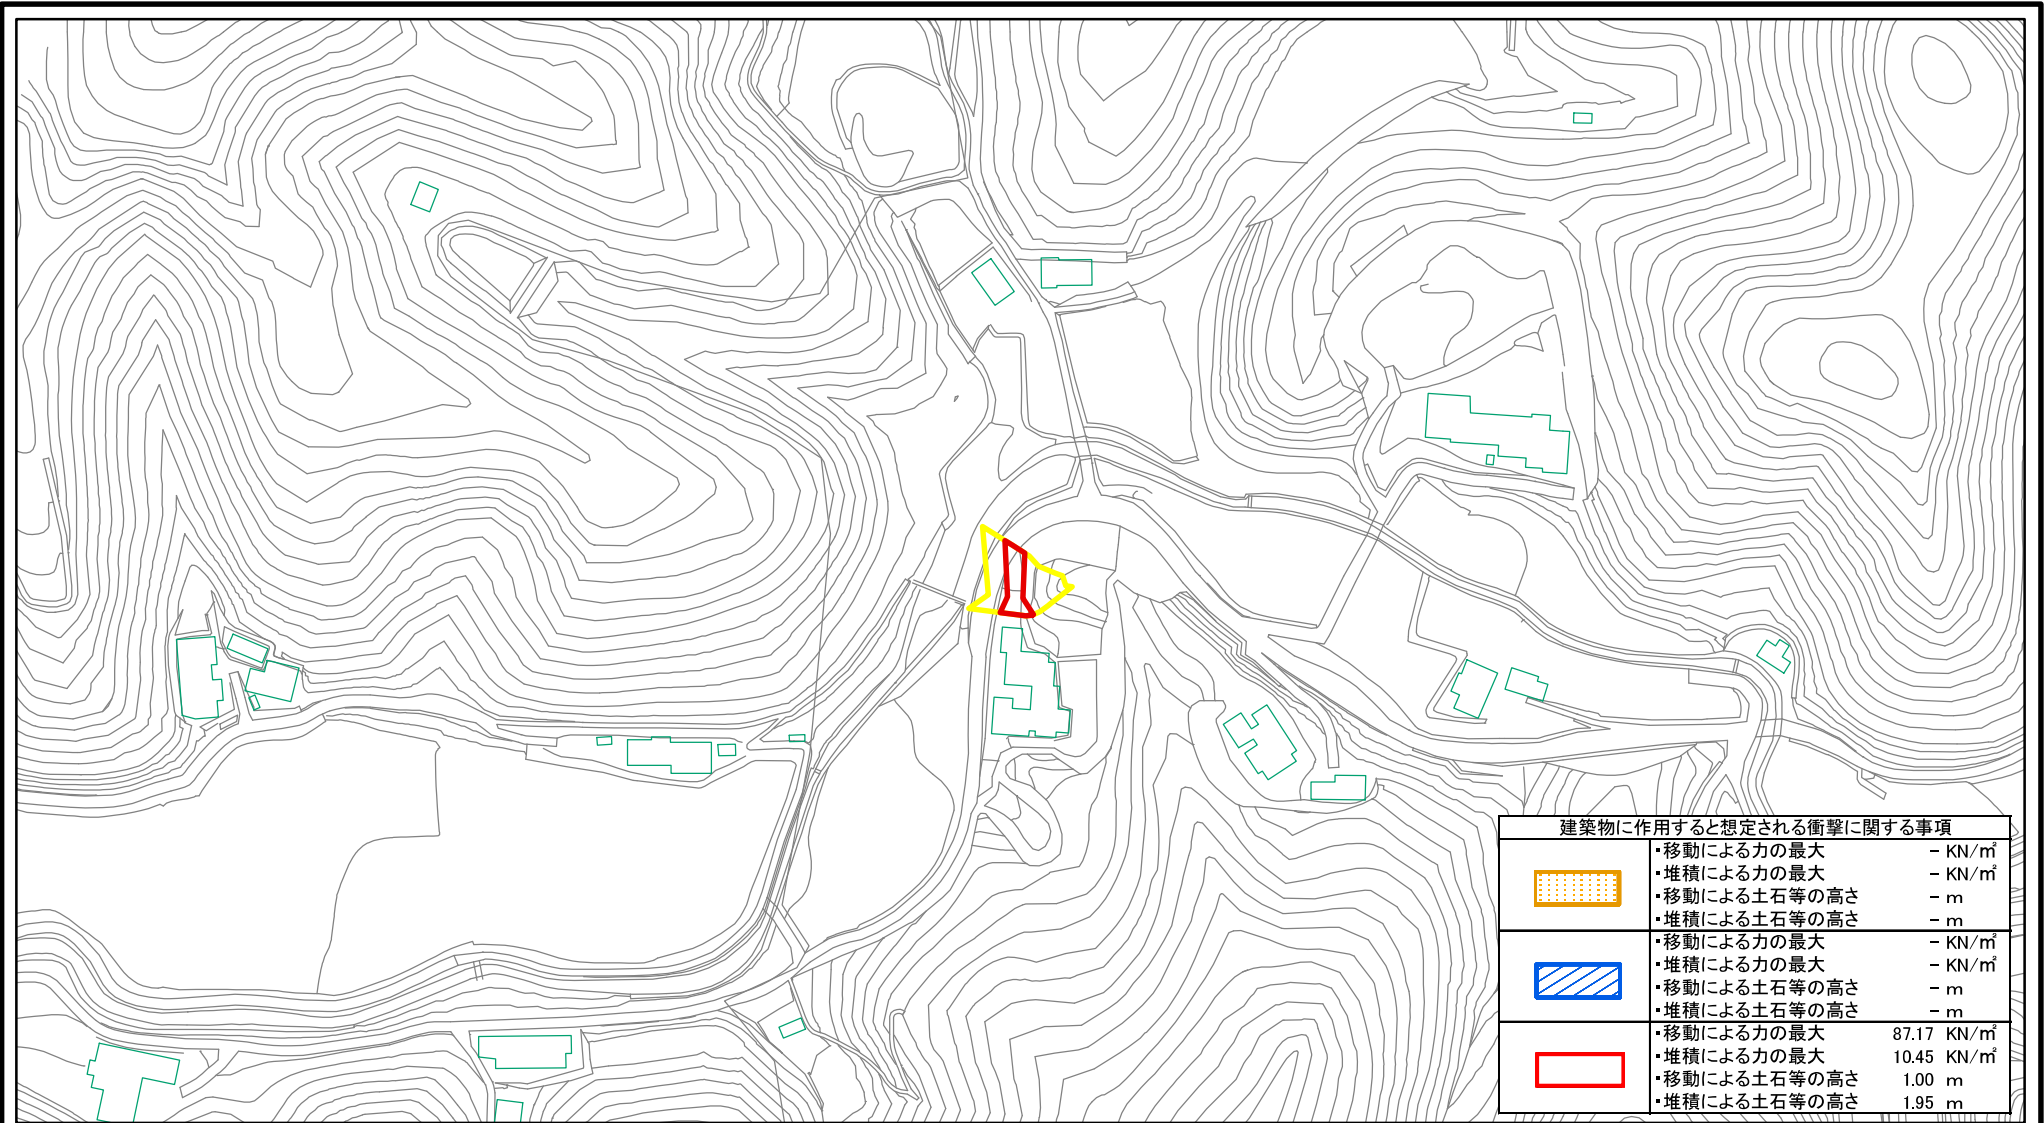 建築物に作用すると想定される衝撃に関する事項
・移動による力の最大 － KN/㎡
・堆積による力の最大 － KN/㎡
・移動による土石等の高さ － m
・堆積による土石等の高さ － m
・移動による力の最大 － KN/㎡
・堆積による力の最大 － KN/㎡
・移動による土石等の高さ － m
・堆積による土石等の高さ － m
・移動による力の最大 87.17 KN/㎡
・堆積による力の最大 10.45 KN/㎡
・移動による土石等の高さ 1.00 m
・堆積による土石等の高さ 1.95 m